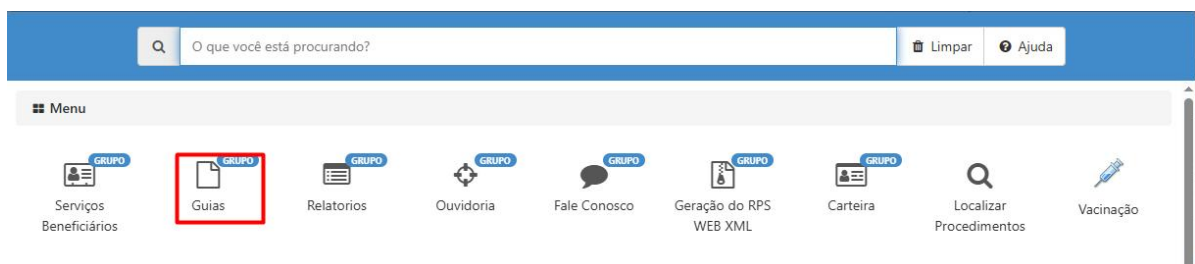 O que você está procurando?
Limpar
Ajuda
Menu
GRUPO
GRUPO
GRUPO
GRUPO
GRUPO
GRUPO
GRUPO
Serviços
Beneficiários
Guias
Relatorios
Ouvidoria
Fale Conosco
Geração do RPS
WEB XML
Carteira
Localizar
Procedimentos
Vacinação